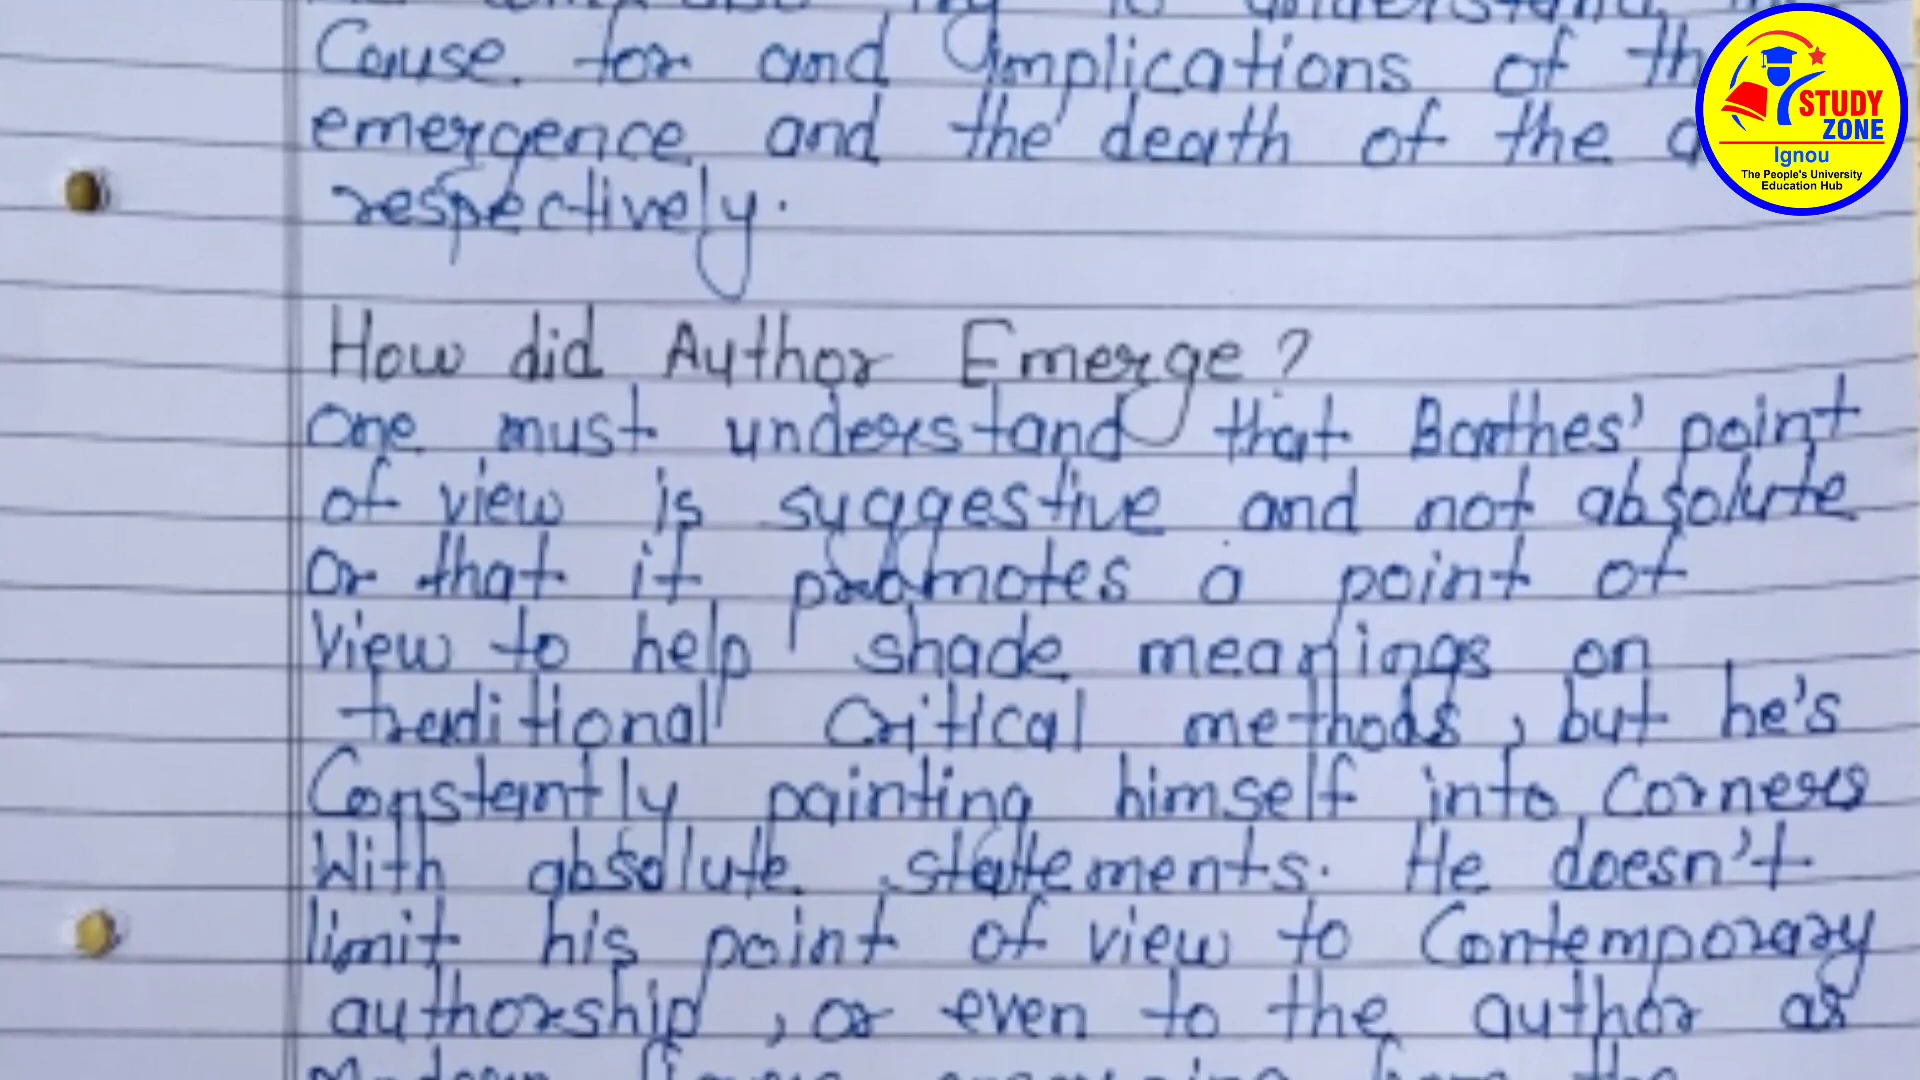 to understand
Cause for and implications of th
emergence and the death of the a
respectively.
How did Author Emerge?
One must understand that Barthes' point
of view is suggestive and not absolute
or that it promotes a point of
View to help shade meanings on
traditional Critical methods, but he's
Constantly painting himself into Corners
With absolute statements. He doesn't
limit his point of view to Contemporary
authorship, or even to the author as
from the
STUDY
ZONE
Ignou
The People's University
Education Hub